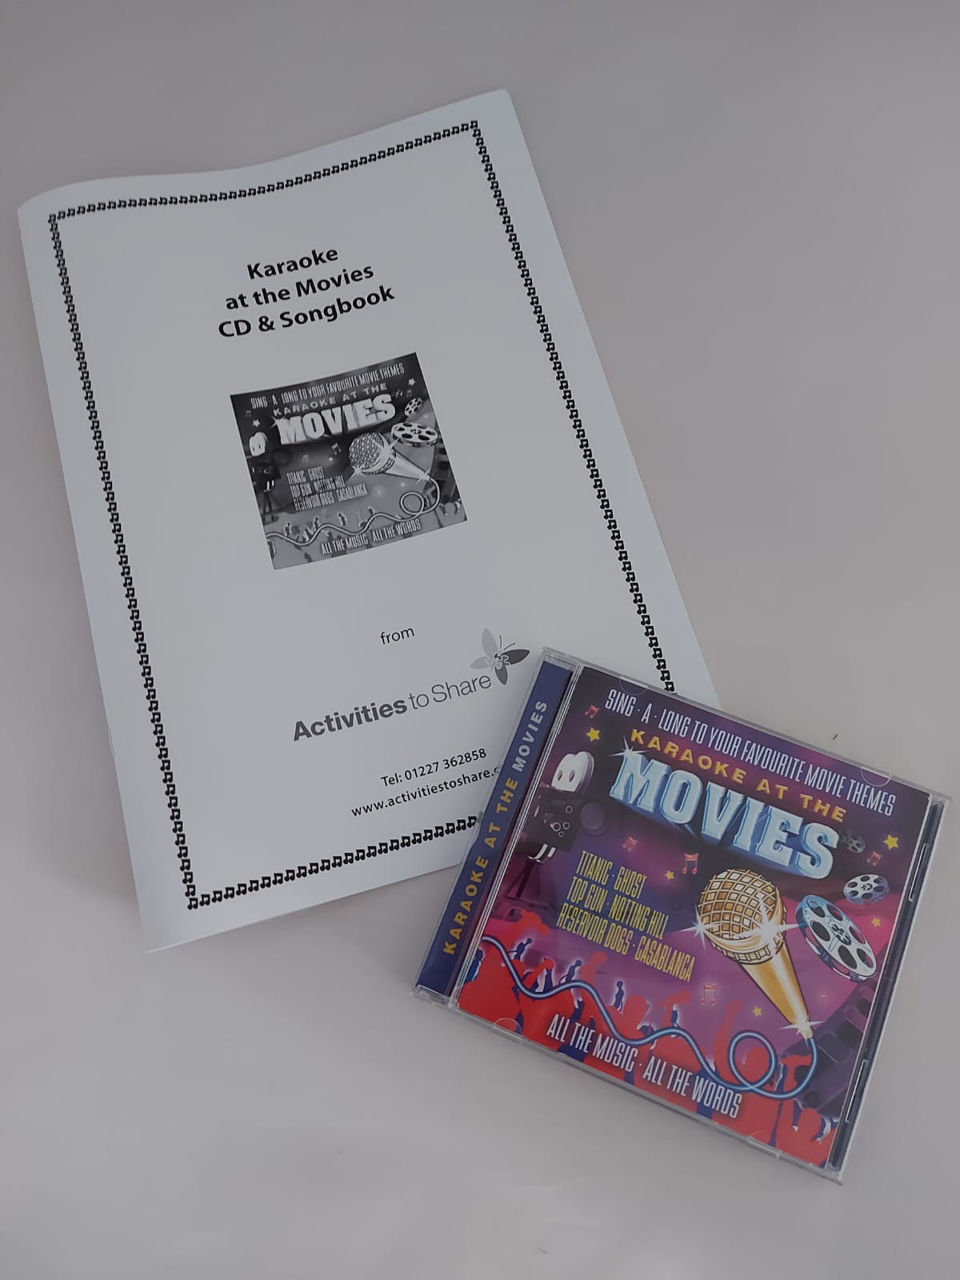 Karaoke
at the Movies
CD & Songbook
SING · A · LONG TO YOUR FAVOURITE MOVIE THEMES
KARAOKE AT THE
MOVIES
TITANIC · GHOST
TOP GUN · NOTTING HILL
RESERVOIR DOGS · CASABLANCA
ALL THE MUSIC · ALL THE WORDS
from
Activities to Share
Tel: 01227 362858
www.activitiestoshare.
KARAOKE AT THE MOVIES
SING · A · LONG TO YOUR FAVOURITE MOVIE THEMES
KARAOKE AT THE
MOVIES
TITANIC · GHOST
TOP GUN · NOTTING HILL
RESERVOIR DOGS · CASABLANCA
ALL THE MUSIC · ALL THE WORDS